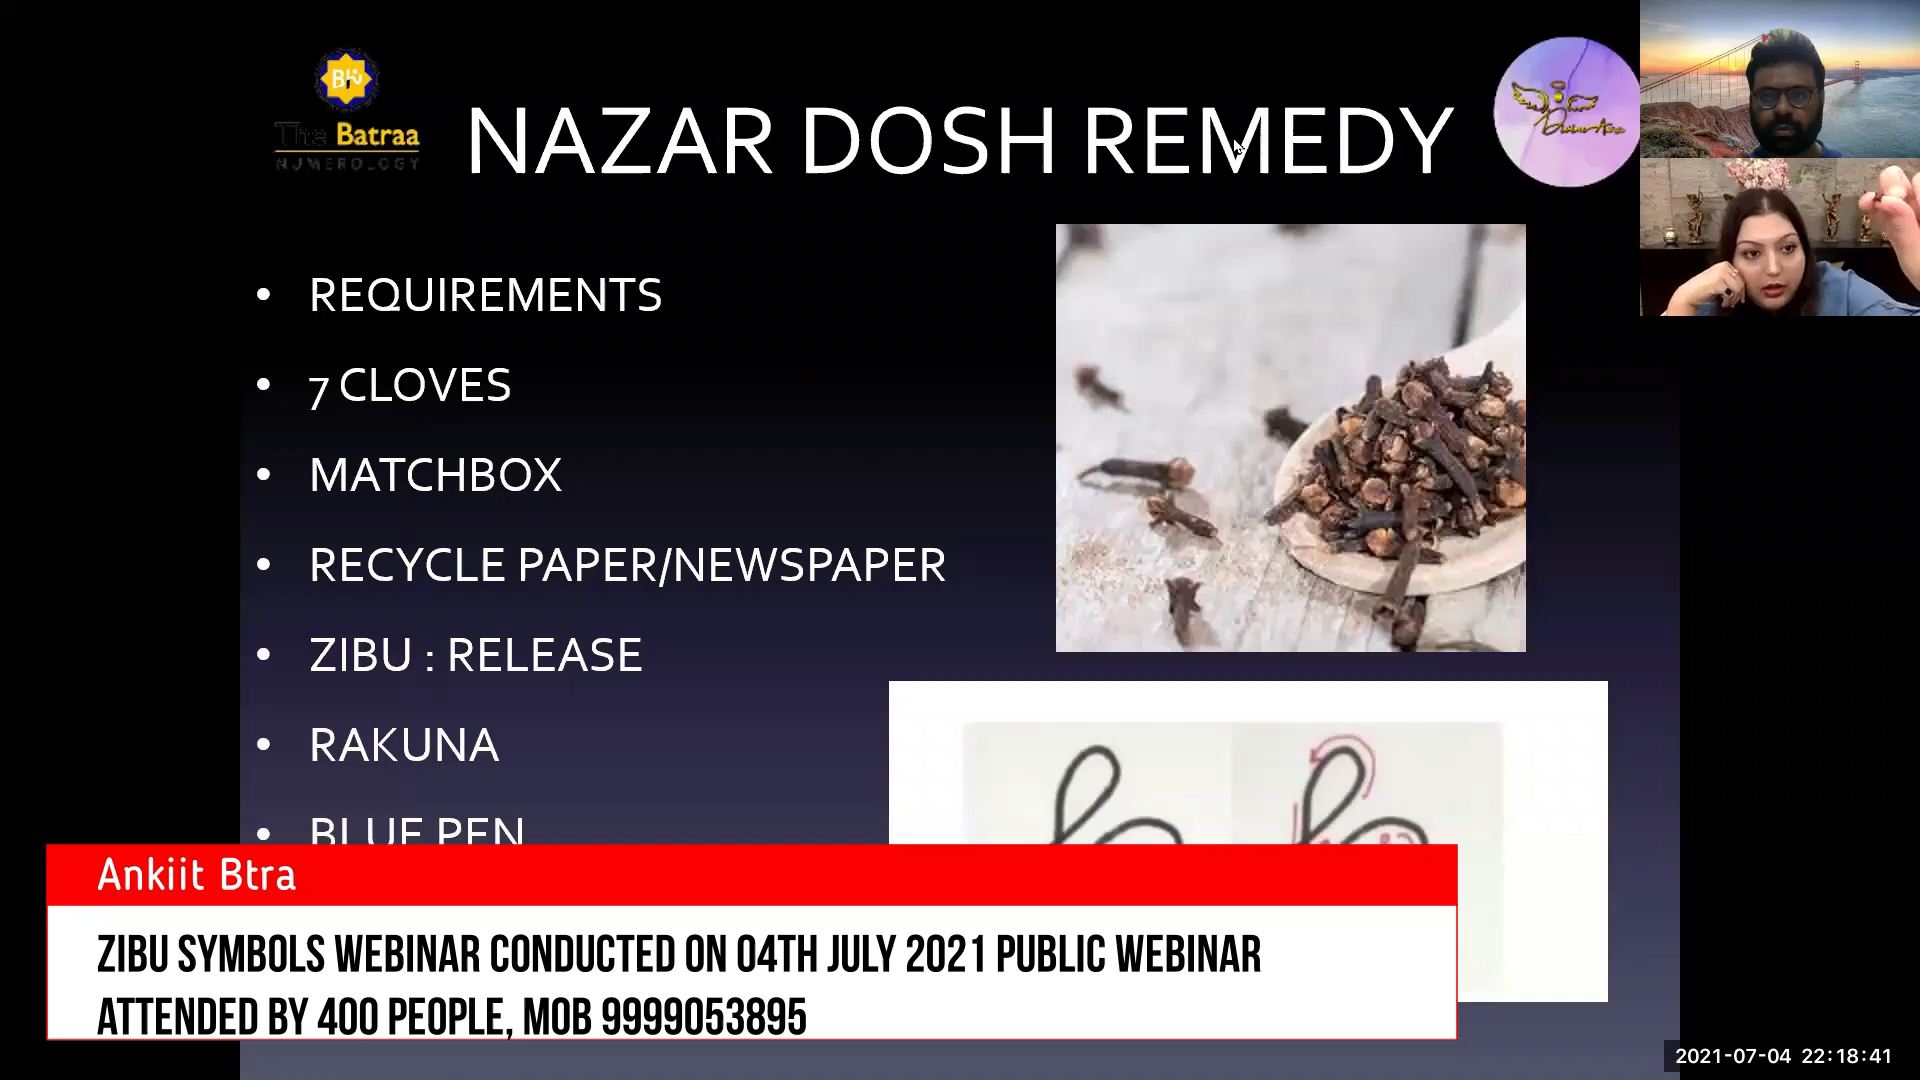 The Batraa
NUMEROLOGY
NAZAR DOSH REMEDY
• REQUIREMENTS
• 7 CLOVES
• MATCHBOX
• RECYCLE PAPER/NEWSPAPER
• ZIBU : RELEASE
• RAKUNA
• BLUE PEN
Ankiit Btra
ZIBU SYMBOLS WEBINAR CONDUCTED ON 04TH JULY 2021 PUBLIC WEBINAR
ATTENDED BY 400 PEOPLE, MOB 9999053895
2021-07-04 22:18:41